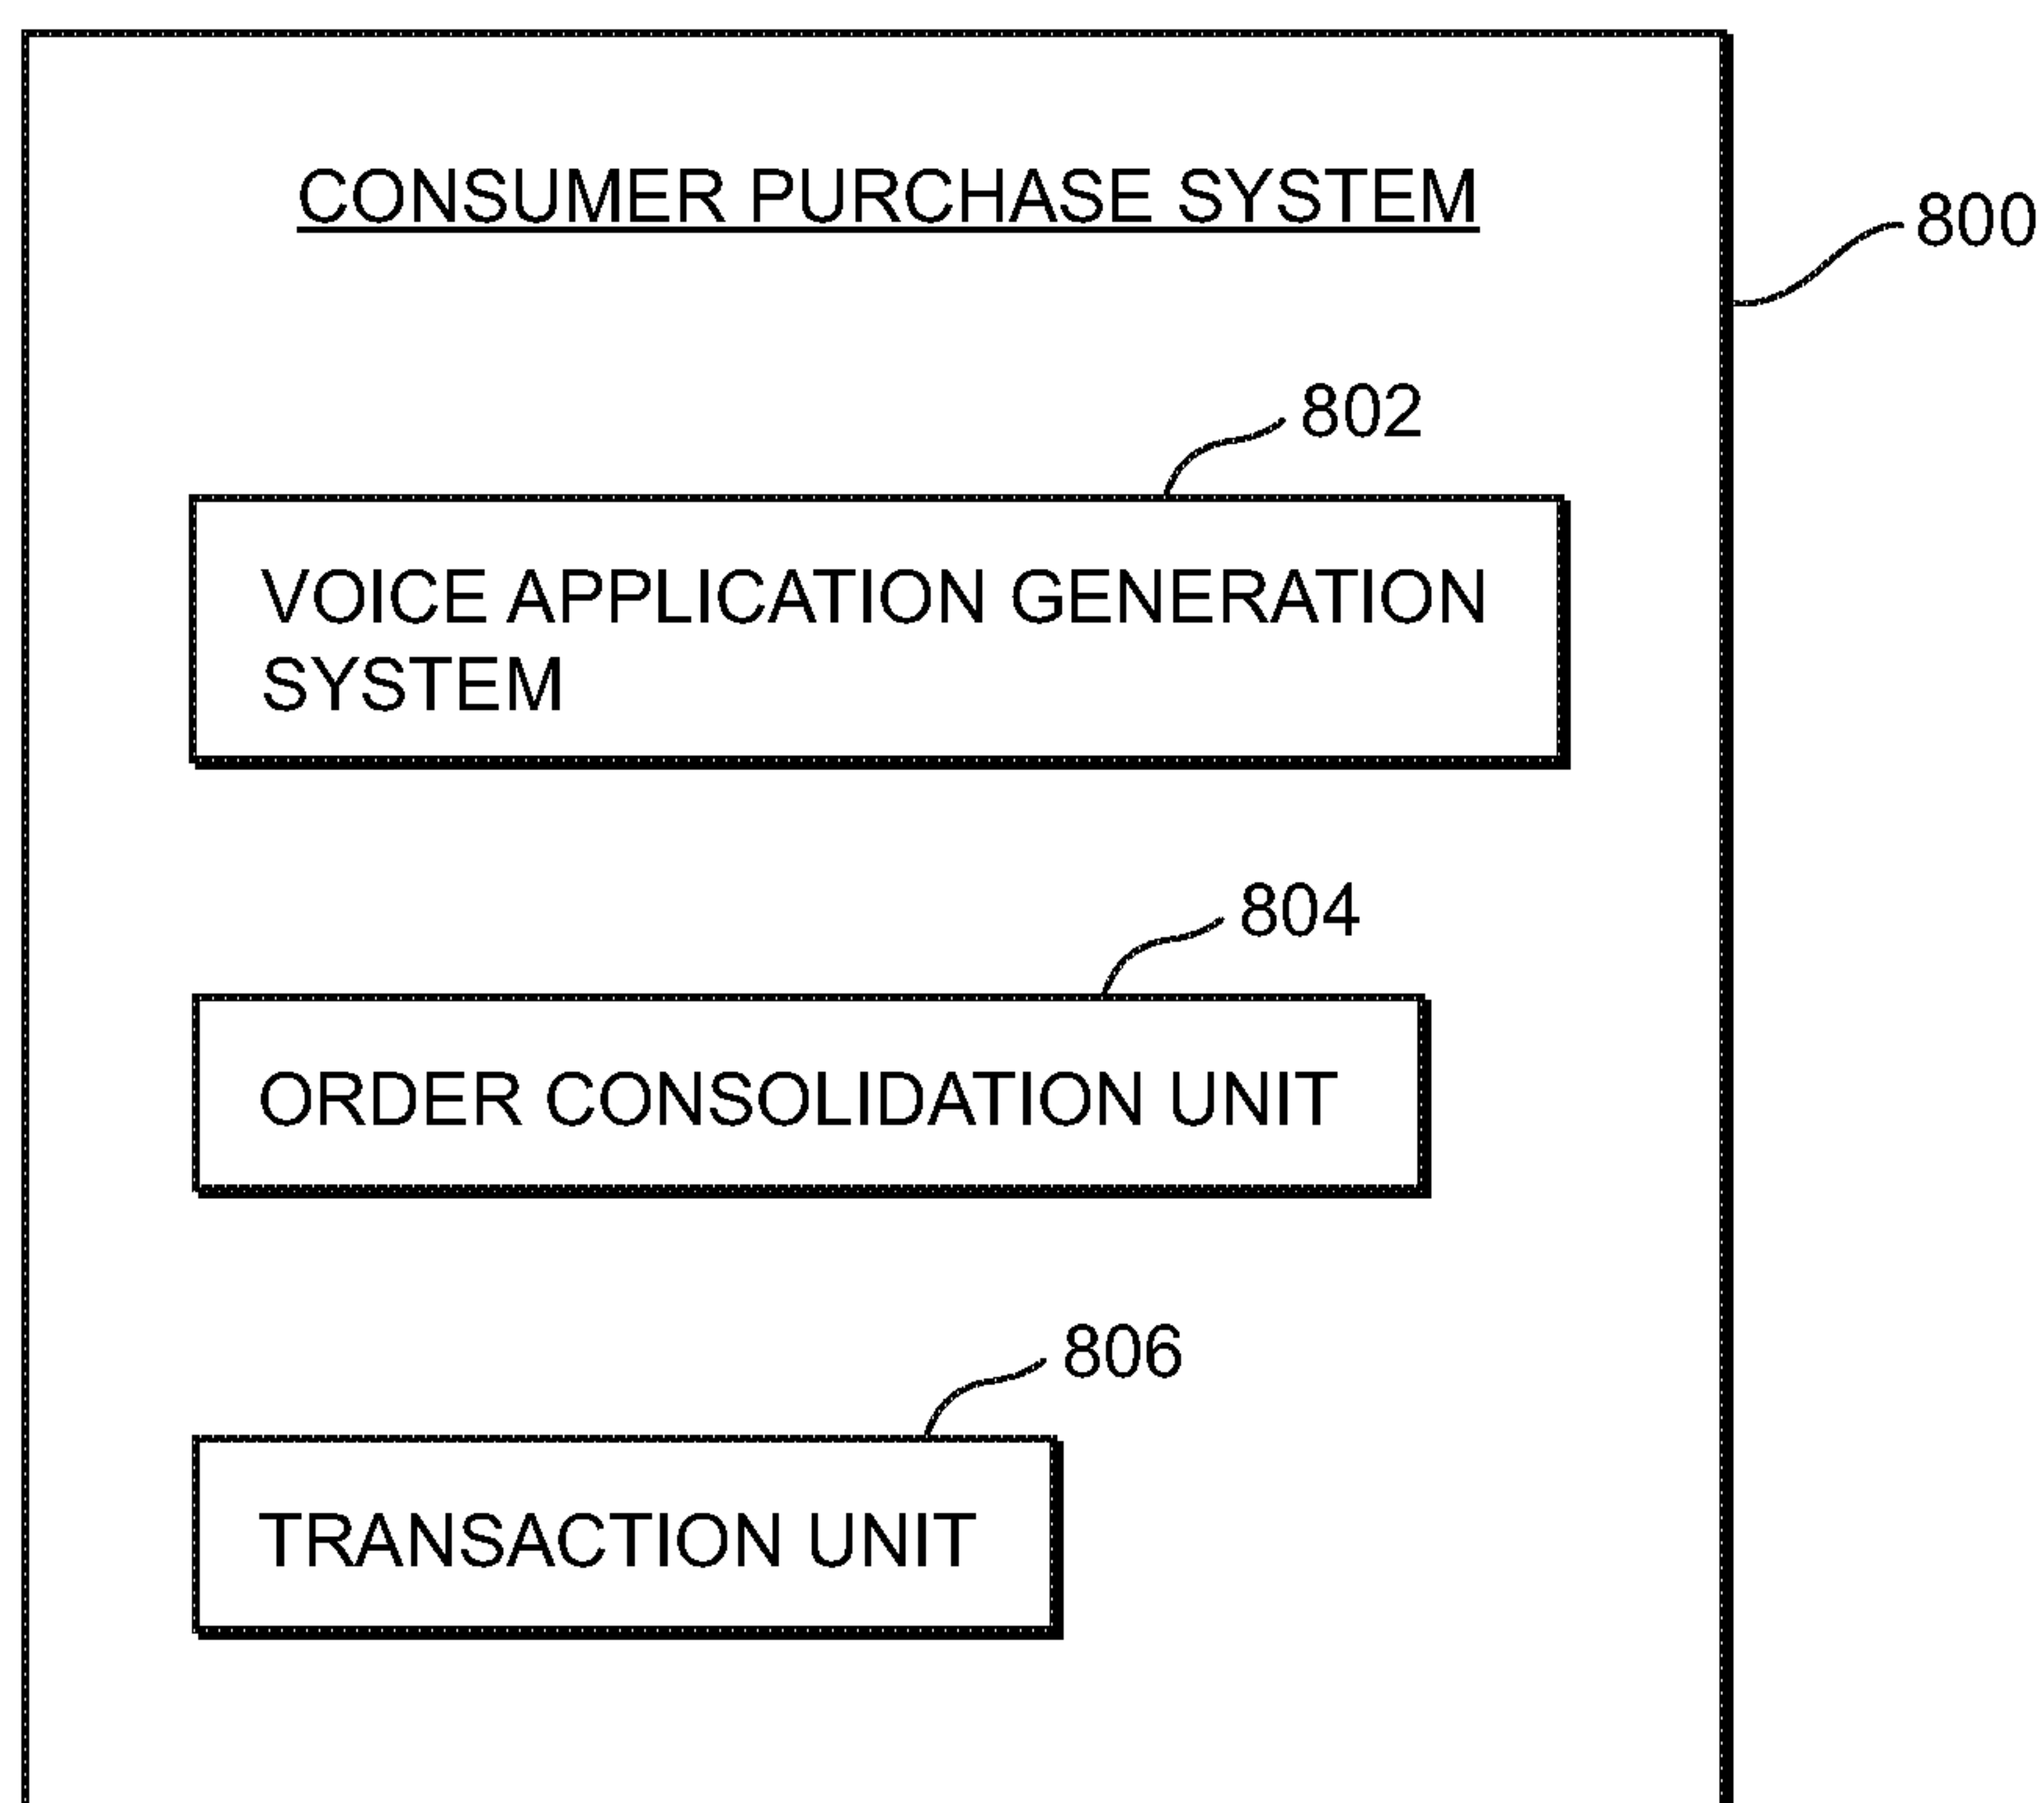 CONSUMER PURCHASE SYSTEM
800
802
VOICE APPLICATION GENERATION
SYSTEM
804
ORDER CONSOLIDATION UNIT
806
TRANSACTION UNIT